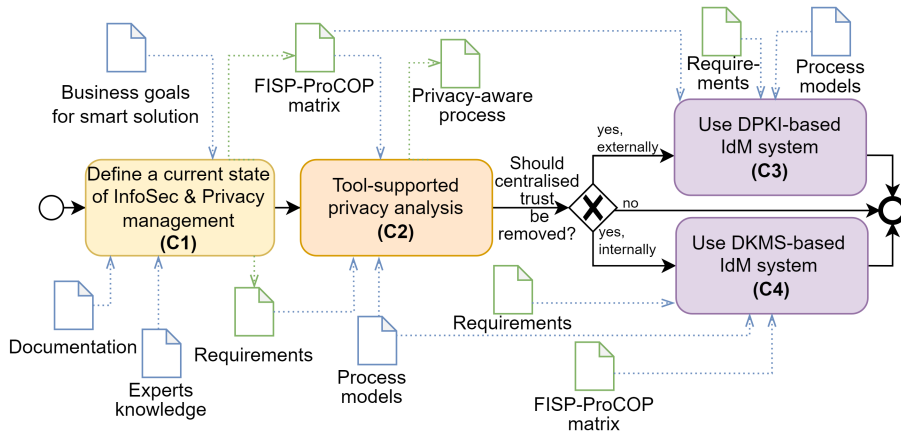 Business goals
for smart solution
FISP-ProCOP
matrix
Privacy-aware
process
Require-
ments
Process
models
Define a current state
of InfoSec & Privacy
management
(C1)
Tool-supported
privacy analysis
(C2)
Should
centralised
trust
be
removed?
yes,
externally
no
yes,
internally
Use DPKI-based
IdM system
(C3)
Use DKMS-based
IdM system
(C4)
Documentation
Experts
knowledge
Requirements
Process
models
Requirements
FISP-ProCOP
matrix